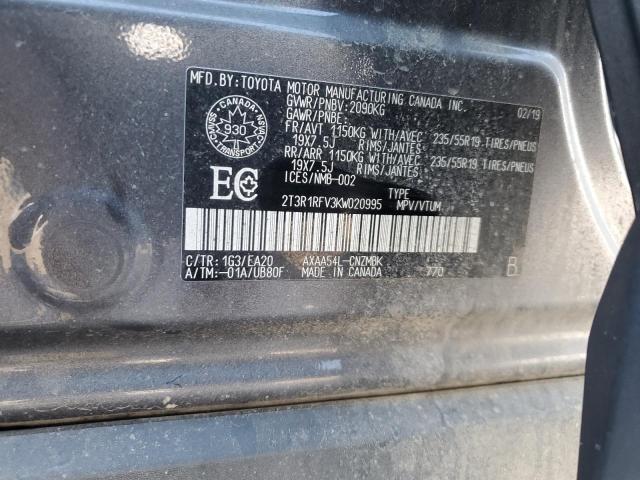 MFD. BY: TOYOTA MOTOR MANUFACTURING CANADA INC.
GVWR/PNBV: 2090KG 02/19
GAWR/PNBE:
FR/AVT 1150KG WITH/AVEC 235/55R19 TIRES/PNEUS
19X7.5J RIMS/JANTES
RR/ARR 1150KG WITH/AVEC 235/55R19 TIRES/PNEUS
19X7.5J RIMS/JANTES
ICES/NMB-002
CANADA
930
TRANSPORT
EC
2T3R1RFV3KW020995 TYPE MPV/VTUM
C/TR: 1G3/EA20 AXAA54L-CNZMBK
A/TM:-01A/UB80F MADE IN CANADA 770 B